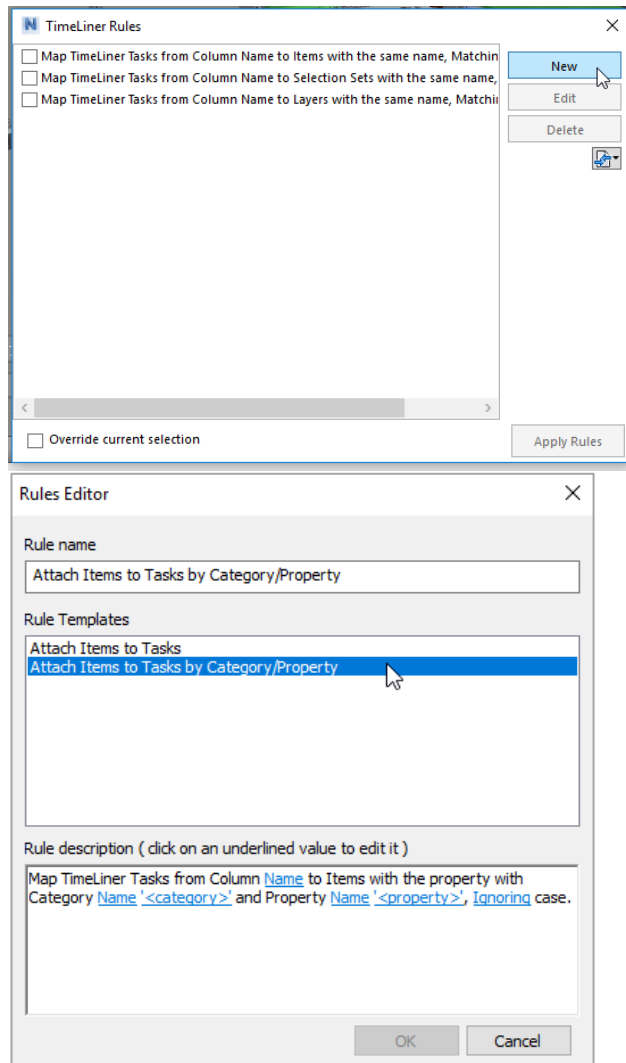 N TimeLiner Rules
Map TimeLiner Tasks from Column Name to Items with the same name, Matchin
Map TimeLiner Tasks from Column Name to Selection Sets with the same name,
Map TimeLiner Tasks from Column Name to Layers with the same name, Matchi
New
Edit
Delete
Override current selection
Apply Rules
Rules Editor
Rule name
Attach Items to Tasks by Category/Property
Rule Templates
Attach Items to Tasks
Attach Items to Tasks by Category/Property
Rule description ( click on an underlined value to edit it )
Map TimeLiner Tasks from Column Name to Items with the property with
Category Name '<category>' and Property Name '<property>', Ignoring case.
OK
Cancel